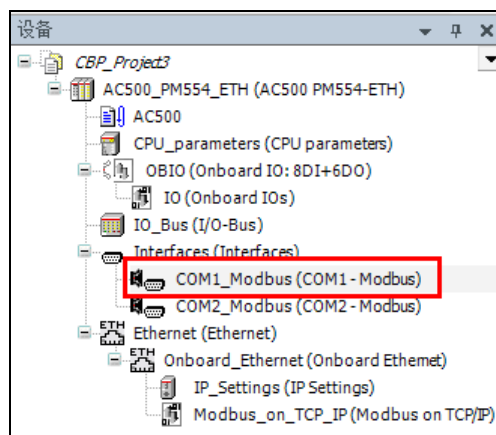 设备
CBP_Project3
AC500_PM554_ETH (AC500 PM554-ETH)
AC500
CPU_parameters (CPU parameters)
OBIO (Onboard IO: 8DI+6DO)
IO (Onboard IOs)
IO_Bus (I/O-Bus)
Interfaces (Interfaces)
COM1_Modbus (COM1 - Modbus)
COM2_Modbus (COM2 - Modbus)
ETH
Ethernet (Ethernet)
ETH
Onboard_Ethernet (Onboard Ethernet)
IP_Settings (IP Settings)
Modbus_on_TCP_IP (Modbus on TCP/IP)